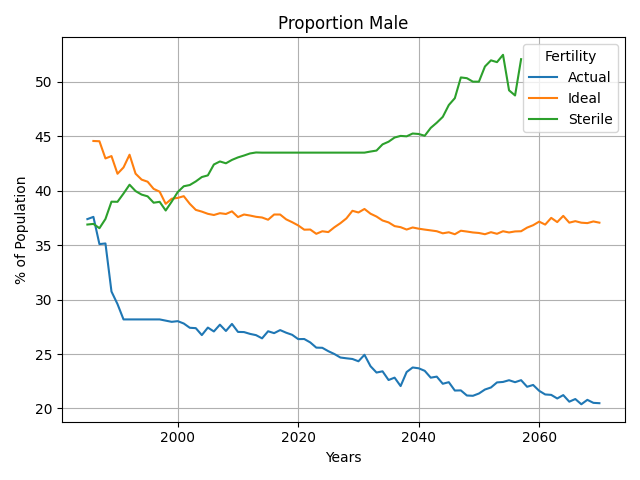 Proportion Male
% of Population
50
45
40
35
30
25
20
2000
2020
2040
2060
Years
Fertility
Actual
Ideal
Sterile